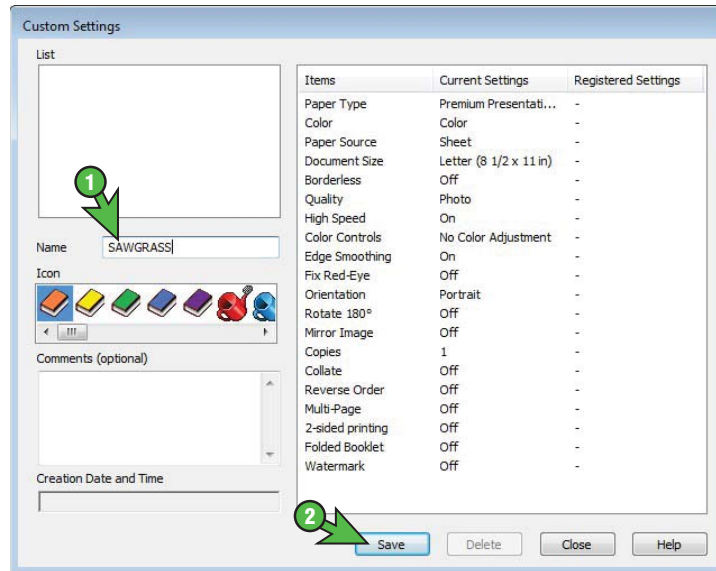 Custom Settings
List
1
Name SAWGRASS
Icon
Comments (optional)
Creation Date and Time
Items Current Settings Registered Settings
Paper Type Premium Presentati... -
Color Color -
Paper Source Sheet -
Document Size Letter (8 1/2 x 11 in) -
Borderless Off -
Quality Photo -
High Speed On -
Color Controls No Color Adjustment -
Edge Smoothing On -
Fix Red-Eye Off -
Orientation Portrait -
Rotate 180° Off -
Mirror Image Off -
Copies 1 -
Collate Off -
Reverse Order Off -
Multi-Page Off -
2-sided printing Off -
Folded Booklet Off -
Watermark Off -
2
Save Delete Close Help